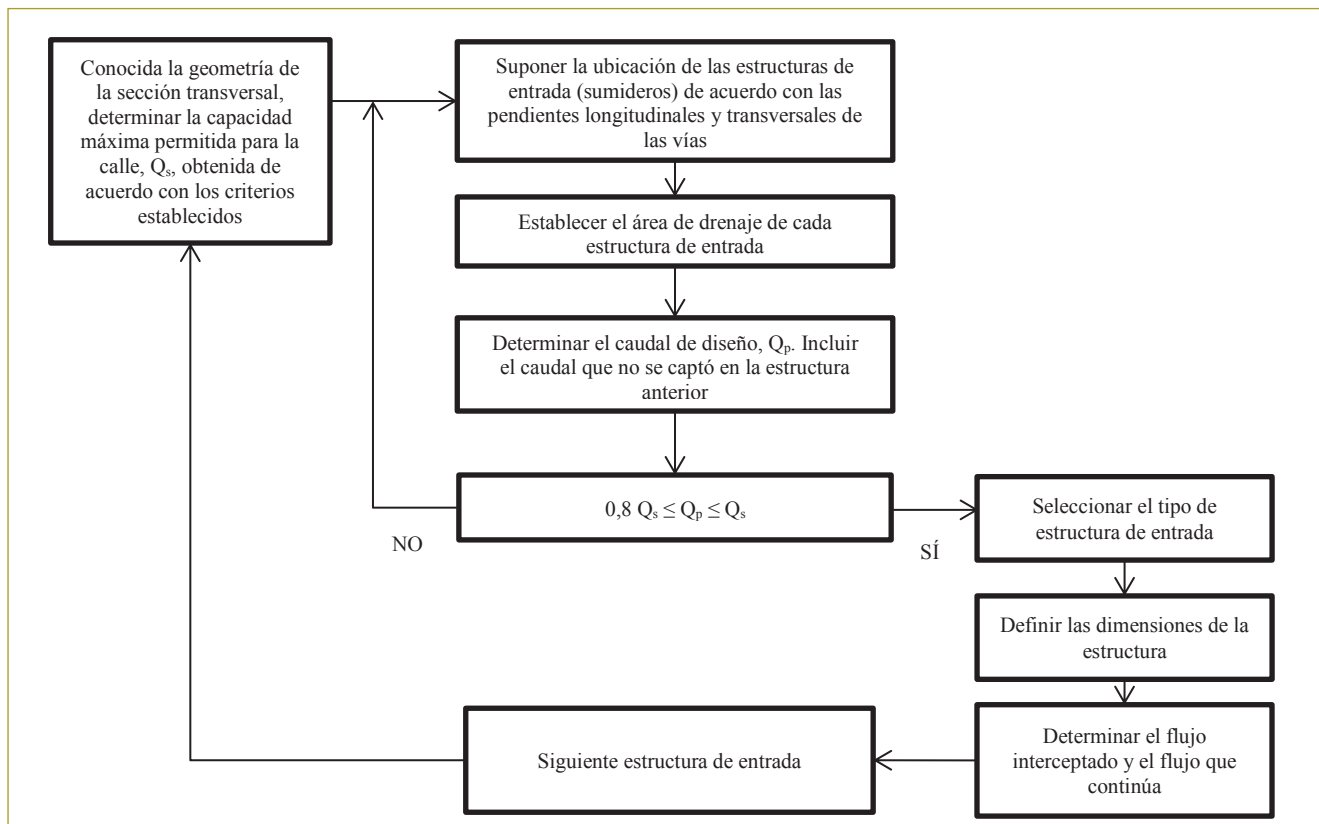 Conocida la geometría de
la sección transversal,
determinar la capacidad
máxima permitida para la
calle, Qₛ, obtenida de
acuerdo con los criterios
establecidos
Suponer la ubicación de las estructuras de
entrada (sumideros) de acuerdo con las
pendientes longitudinales y transversales de
las vías
Establecer el área de drenaje de cada
estructura de entrada
Determinar el caudal de diseño, Qₚ. Incluir
el caudal que no se captó en la estructura
anterior
0,8 Qₛ ≤ Qₚ ≤ Qₛ
NO
SÍ
Seleccionar el tipo de
estructura de entrada
Definir las dimensiones de la
estructura
Determinar el flujo
interceptado y el flujo que
continúa
Siguiente estructura de entrada